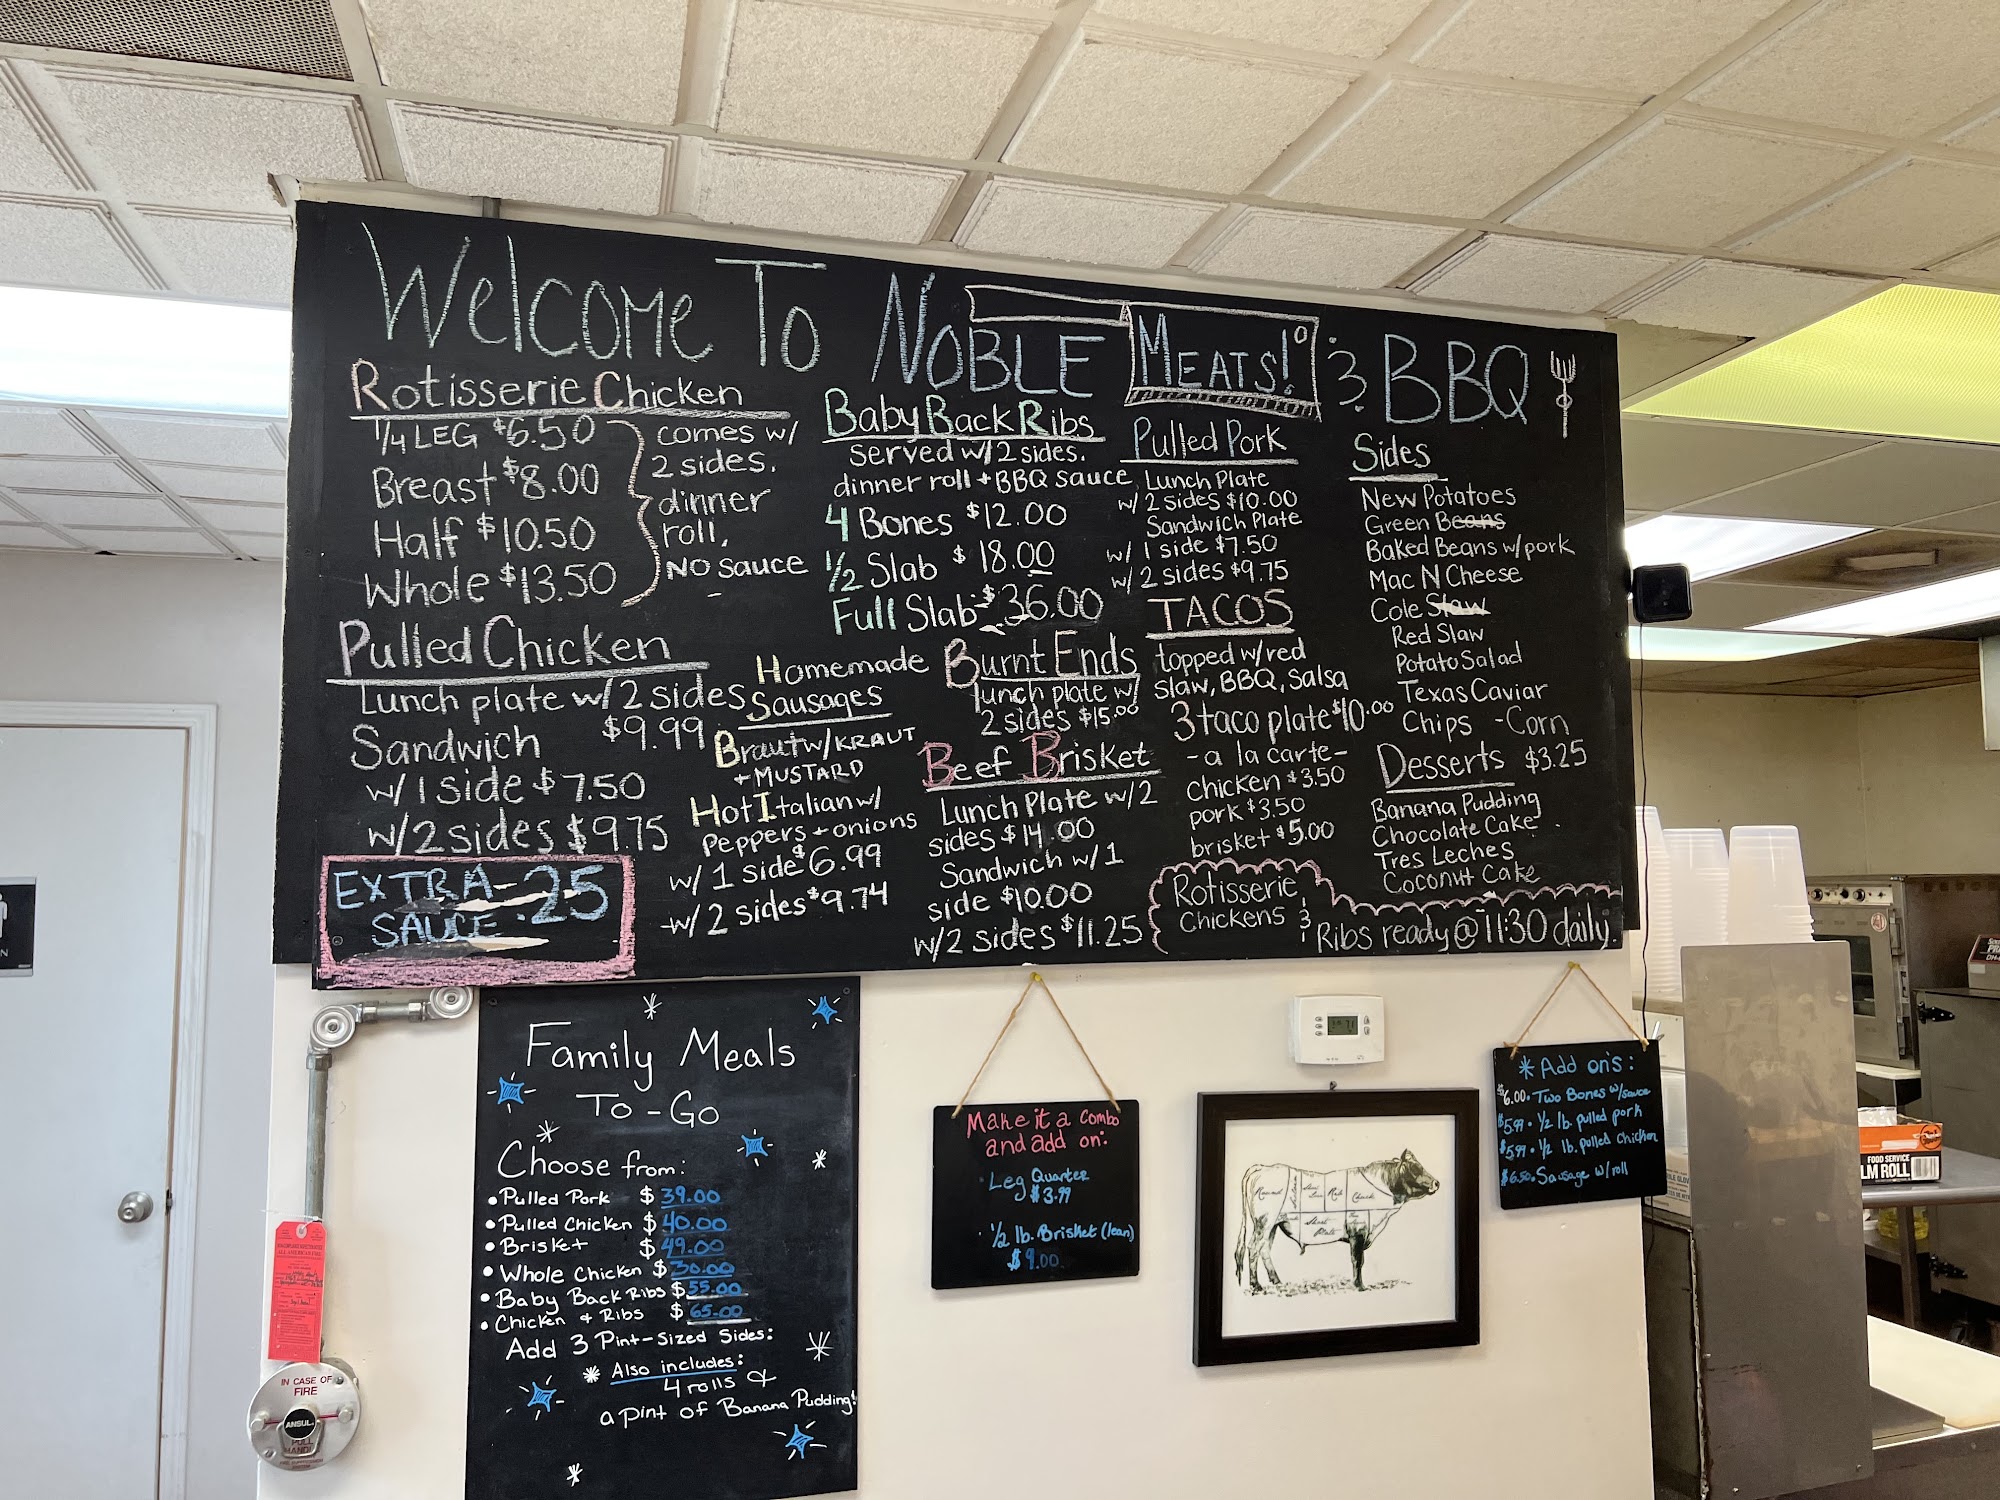 WELCOME TO NOBLE MEATS! & BBQ
Rotisserie Chicken
1/4 LEG $6.50
Breast $8.00
Half $10.50
Whole $13.50
comes w/
2 sides.
dinner
roll,
NO sauce
Pulled Chicken
Lunch plate w/ 2 sides
$9.99
Sandwich
w/ 1 side $7.50
w/ 2 sides $9.75
EXTRA - .25
SAUCE
Baby Back Ribs
served w/ 2 sides.
dinner roll + BBQ sauce
4 Bones $12.00
1/2 Slab $18.00
Full Slab $36.00
Homemade
Sausages
Braut w/ KRAUT
+ MUSTARD
Hot Italian w/
Peppers + onions
w/ 1 side $6.99
w/ 2 sides $9.74
Burnt Ends
lunch plate w/
2 sides $15.00
Beef Brisket
Lunch Plate w/ 2
sides $14.00
Sandwich w/ 1
side $10.00
w/ 2 sides $11.25
Pulled Pork
Lunch Plate
w/ 2 sides $10.00
Sandwich Plate
w/ 1 side $7.50
w/ 2 sides $9.75
TACOS
topped w/ red
slaw, BBQ, salsa
3 taco plate $10.00
- a la carte -
chicken $3.50
pork $3.50
brisket $5.00
Sides
New Potatoes
Green Beans
Baked Beans w/ pork
Mac N Cheese
Cole Slaw
Red Slaw
Potato Salad
Texas Caviar
Chips - Corn
Desserts $3.25
Banana Pudding
Chocolate Cake
Tres Leches
Coconut Cake
Rotisserie
Chickens &
Ribs ready @ 11:30 daily
Family Meals
To-Go
Choose from:
• Pulled Pork $ 39.00
• Pulled Chicken $ 40.00
• Brisket $ 49.00
• Whole Chicken $ 30.00
• Baby Back Ribs $ 55.00
• Chicken & Ribs $ 65.00
Add 3 Pint-Sized Sides:
* Also includes:
4 rolls &
a pint of Banana Pudding!
Make it a combo
and add on:
Leg Quarter
$3.99
1/2 lb. Brisket (lean)
$9.00
* Add on's:
$6.00 • Two Bones w/ sauce
$5.99 • 1/2 lb. pulled pork
$5.99 • 1/2 lb. pulled chicken
$6.50 • Sausage w/ roll
Round
Rib
Chuck
Short
Plate
IN CASE OF
FIRE
ANSUL.
PULL
HANDLE
FOOD SERVICE
LM ROLL